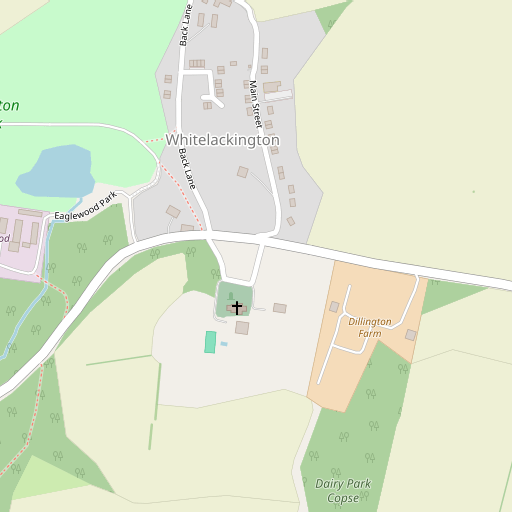 Back Lane
Main Street
Whitelackington
Back Lane
Eaglewood Park
Dillington
Farm
Dairy Park
Copse